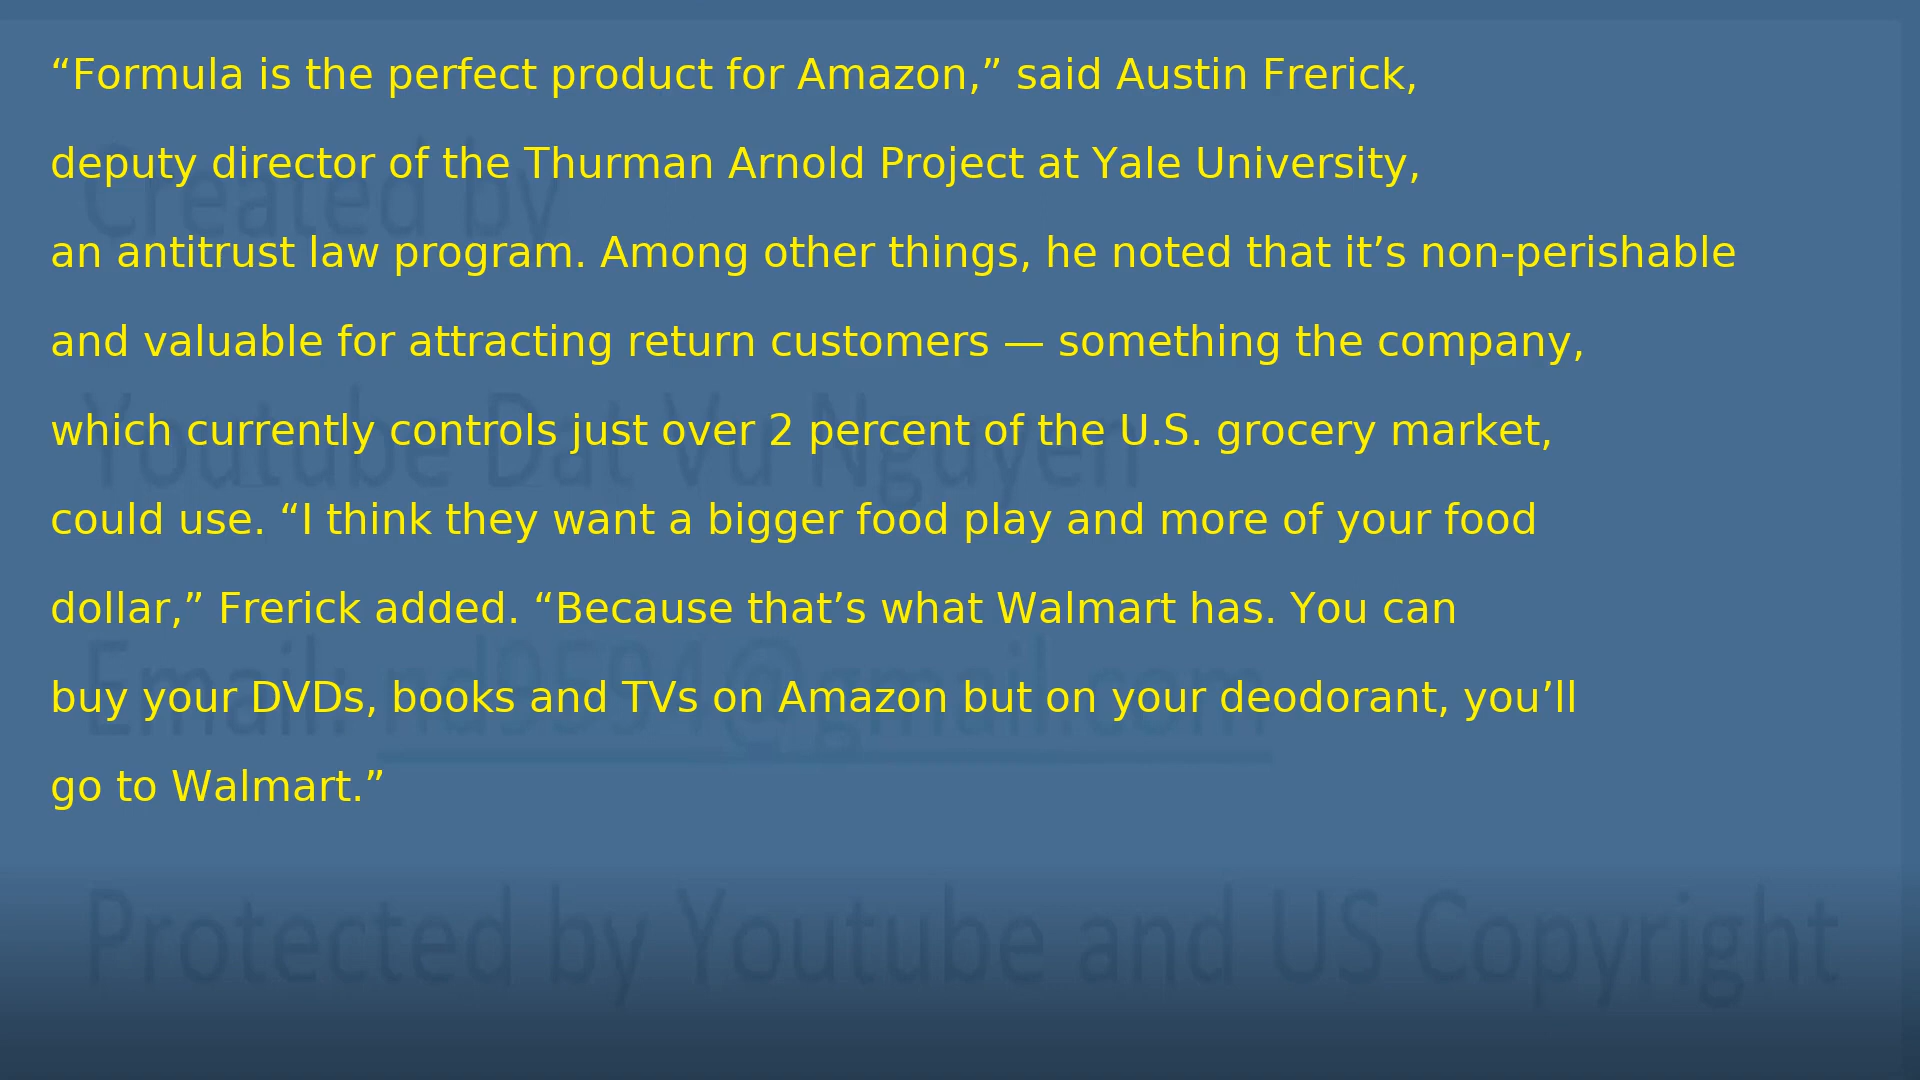 “Formula is the perfect product for Amazon,” said Austin Frerick,
Created by
deputy director of the Thurman Arnold Project at Yale University,
an antitrust law program. Among other things, he noted that it’s non-perishable
and valuable for attracting return customers — something the company,
Youtube Dat Vu Nguyen
which currently controls just over 2 percent of the U.S. grocery market,
could use. “I think they want a bigger food play and more of your food
dollar,” Frerick added. “Because that’s what Walmart has. You can
Email: nd9594@gmail.com
buy your DVDs, books and TVs on Amazon but on your deodorant, you’ll
go to Walmart.”
Protected by Youtube and US Copyright